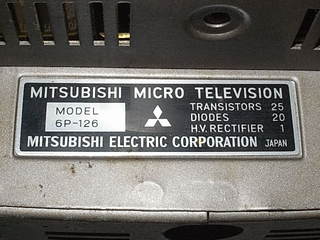 MITSUBISHI MICRO TELEVISION
MODEL
6P-126
TRANSISTORS 25
DIODES 20
H.V. RECTIFIER 1
MITSUBISHI ELECTRIC CORPORATION JAPAN